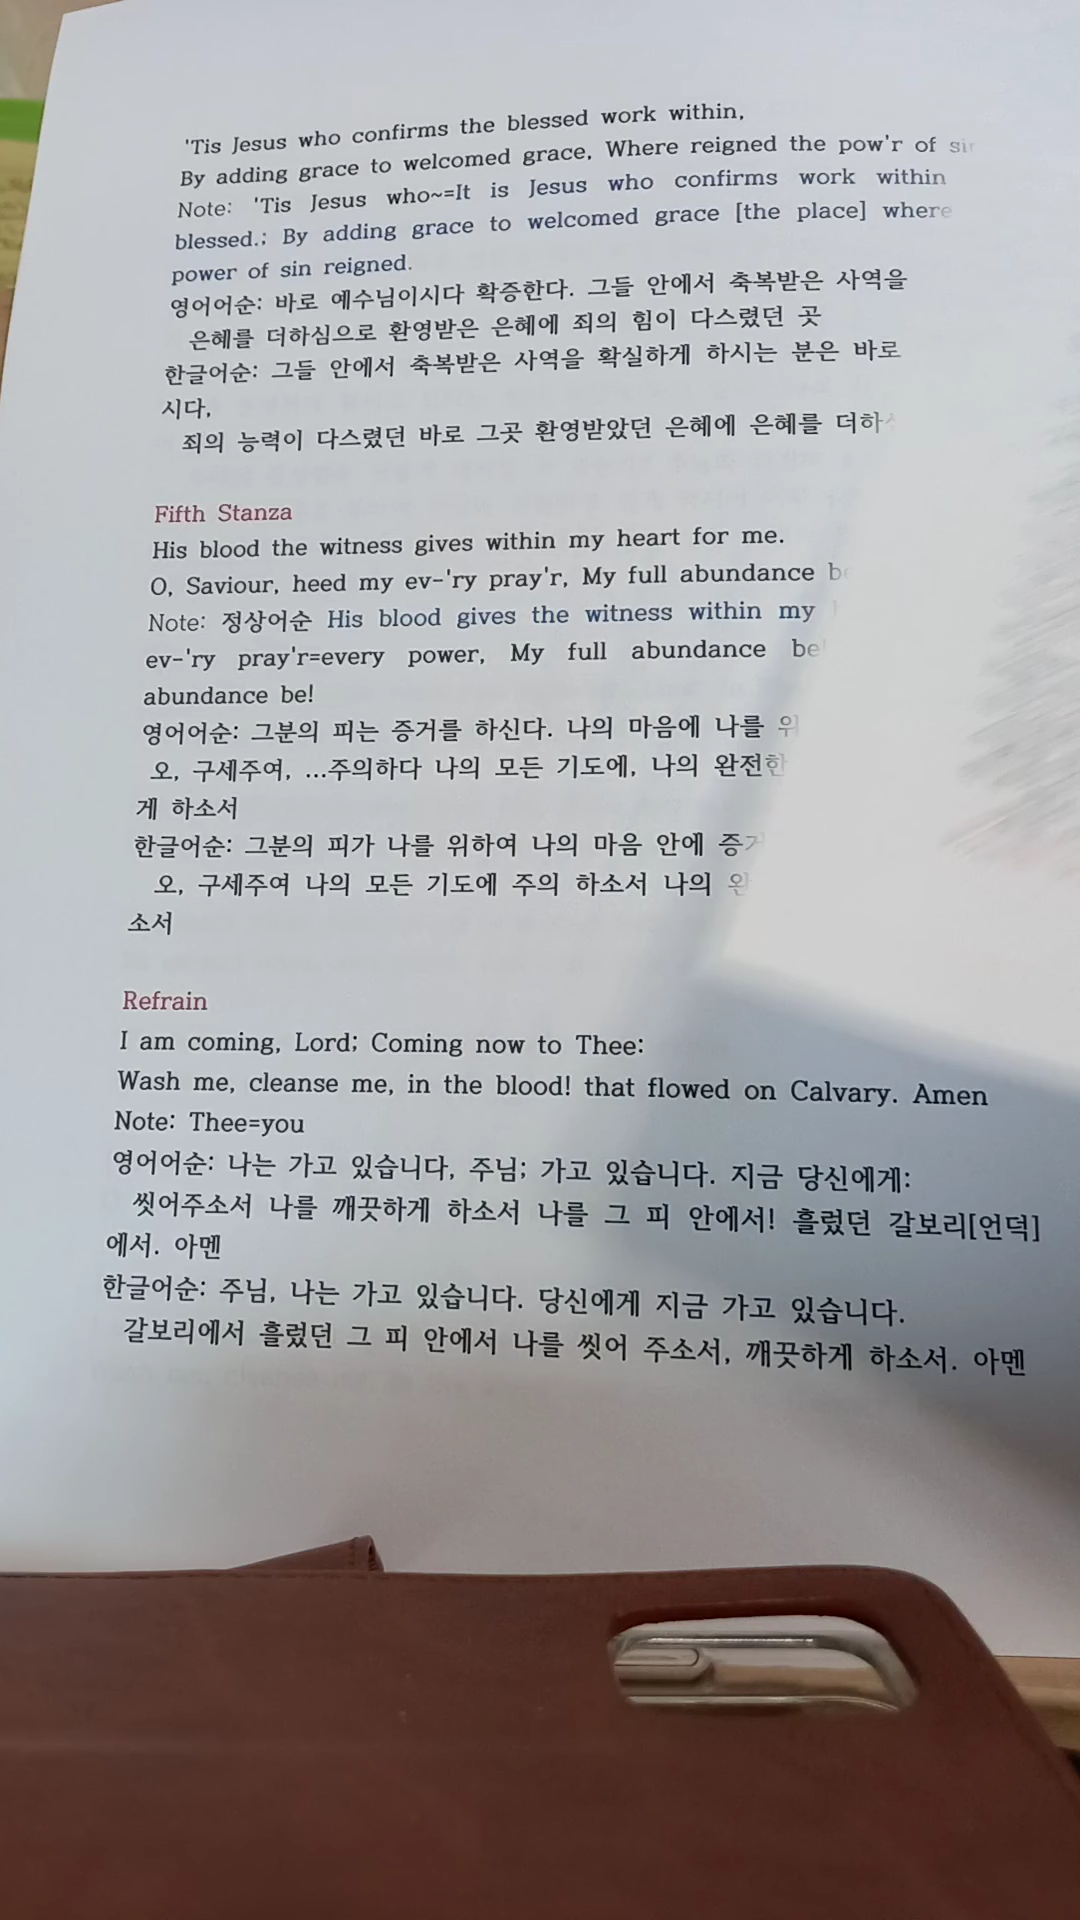 'Tis Jesus who confirms the blessed work within,
By adding grace to welcomed grace, Where reigned the pow'r of
Note: 'Tis Jesus who~=It is Jesus who confirms work within
blessed.; By adding grace to welcomed grace [the place] where
power of sin reigned.
영어어순: 바로 예수님이시다 확증한다. 그들 안에서 축복받은 사역을
은혜를 더하심으로 환영받은 은혜에 죄의 힘이 다스렸던 곳
한글어순: 그들 안에서 축복받은 사역을 확실하게 하시는 분은 바로
시다,
죄의 능력이 다스렸던 바로 그곳 환영받았던 은혜에 은혜를
Fifth Stanza
His blood the witness gives within my heart for me.
O, Saviour, heed my ev-'ry pray'r, My full abundance
Note: 정상어순 His blood gives the witness within my
ev-'ry pray'r=every power, My full abundance be
abundance be!
영어어순: 그분의 피는 증거를 하신다. 나의 마음에 나를
오, 구세주여, ...주의하다 나의 모든 기도에, 나의 완전한
게 하소서
한글어순: 그분의 피가 나를 위하여 나의 마음 안에
오, 구세주여 나의 모든 기도에 주의 하소서 나의
소서
Refrain
I am coming, Lord; Coming now to Thee:
Wash me, cleanse me, in the blood! that flowed on Calvary. Amen
Note: Thee=you
영어어순: 나는 가고 있습니다, 주님; 가고 있습니다. 지금 당신에게:
씻어주소서 나를 깨끗하게 하소서 나를 그 피 안에서! 흘렀던 갈보리[언덕]
에서. 아멘
한글어순: 주님, 나는 가고 있습니다. 당신에게 지금 가고 있습니다.
갈보리에서 흘렀던 그 피 안에서 나를 씻어 주소서, 깨끗하게 하소서. 아멘